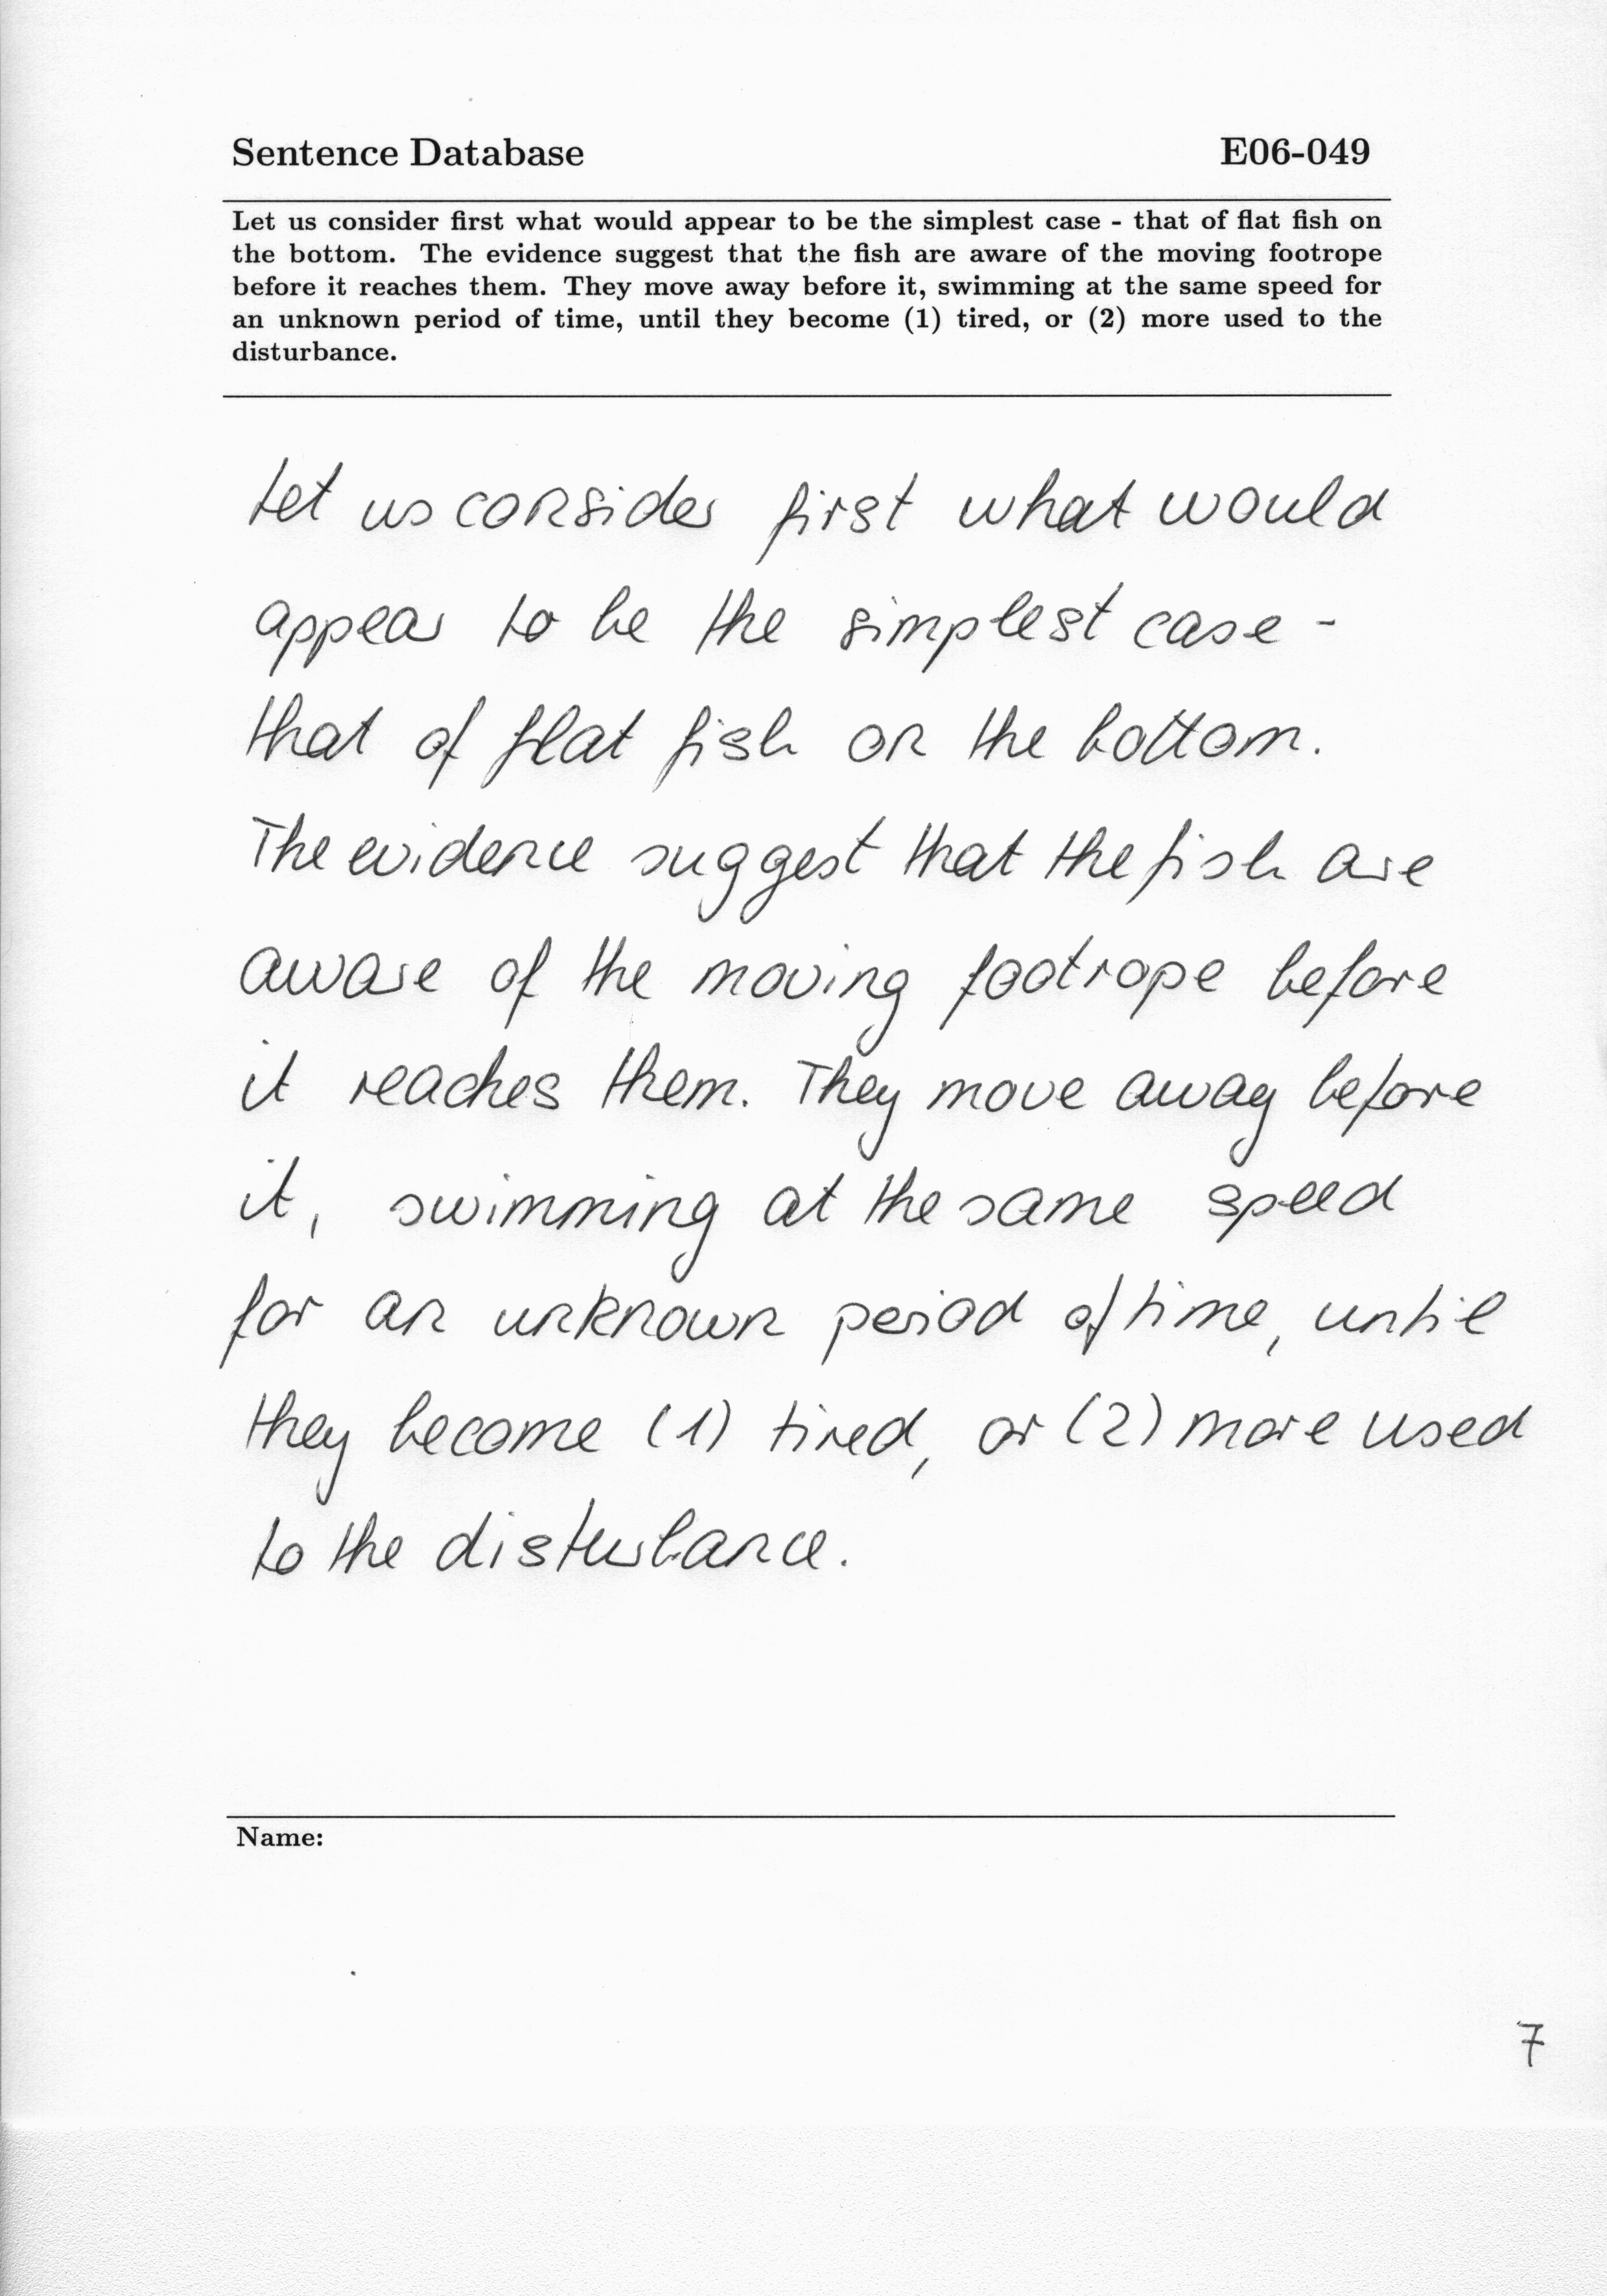 Sentence Database E06-049
Let us consider first what would appear to be the simplest case - that of flat fish on
the bottom. The evidence suggest that the fish are aware of the moving footrope
before it reaches them. They move away before it, swimming at the same speed for
an unknown period of time, until they become (1) tired, or (2) more used to the
disturbance.
Let us consider first what would
appear to be the simplest case -
that of flat fish on the bottom.
The evidence suggest that the fish are
aware of the moving footrope before
it reaches them. They move away before
it, swimming at the same speed
for an unknown period of time, until
they become (1) tired, or (2) more used
to the disturbance.
Name:
7